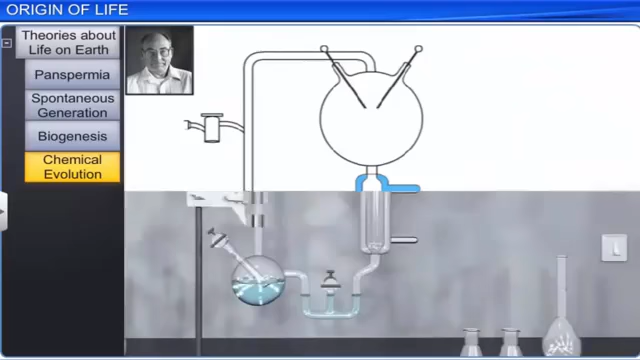 ORIGIN OF LIFE
Theories about
Life on Earth
Panspermia
Spontaneous
Generation
Biogenesis
Chemical
Evolution